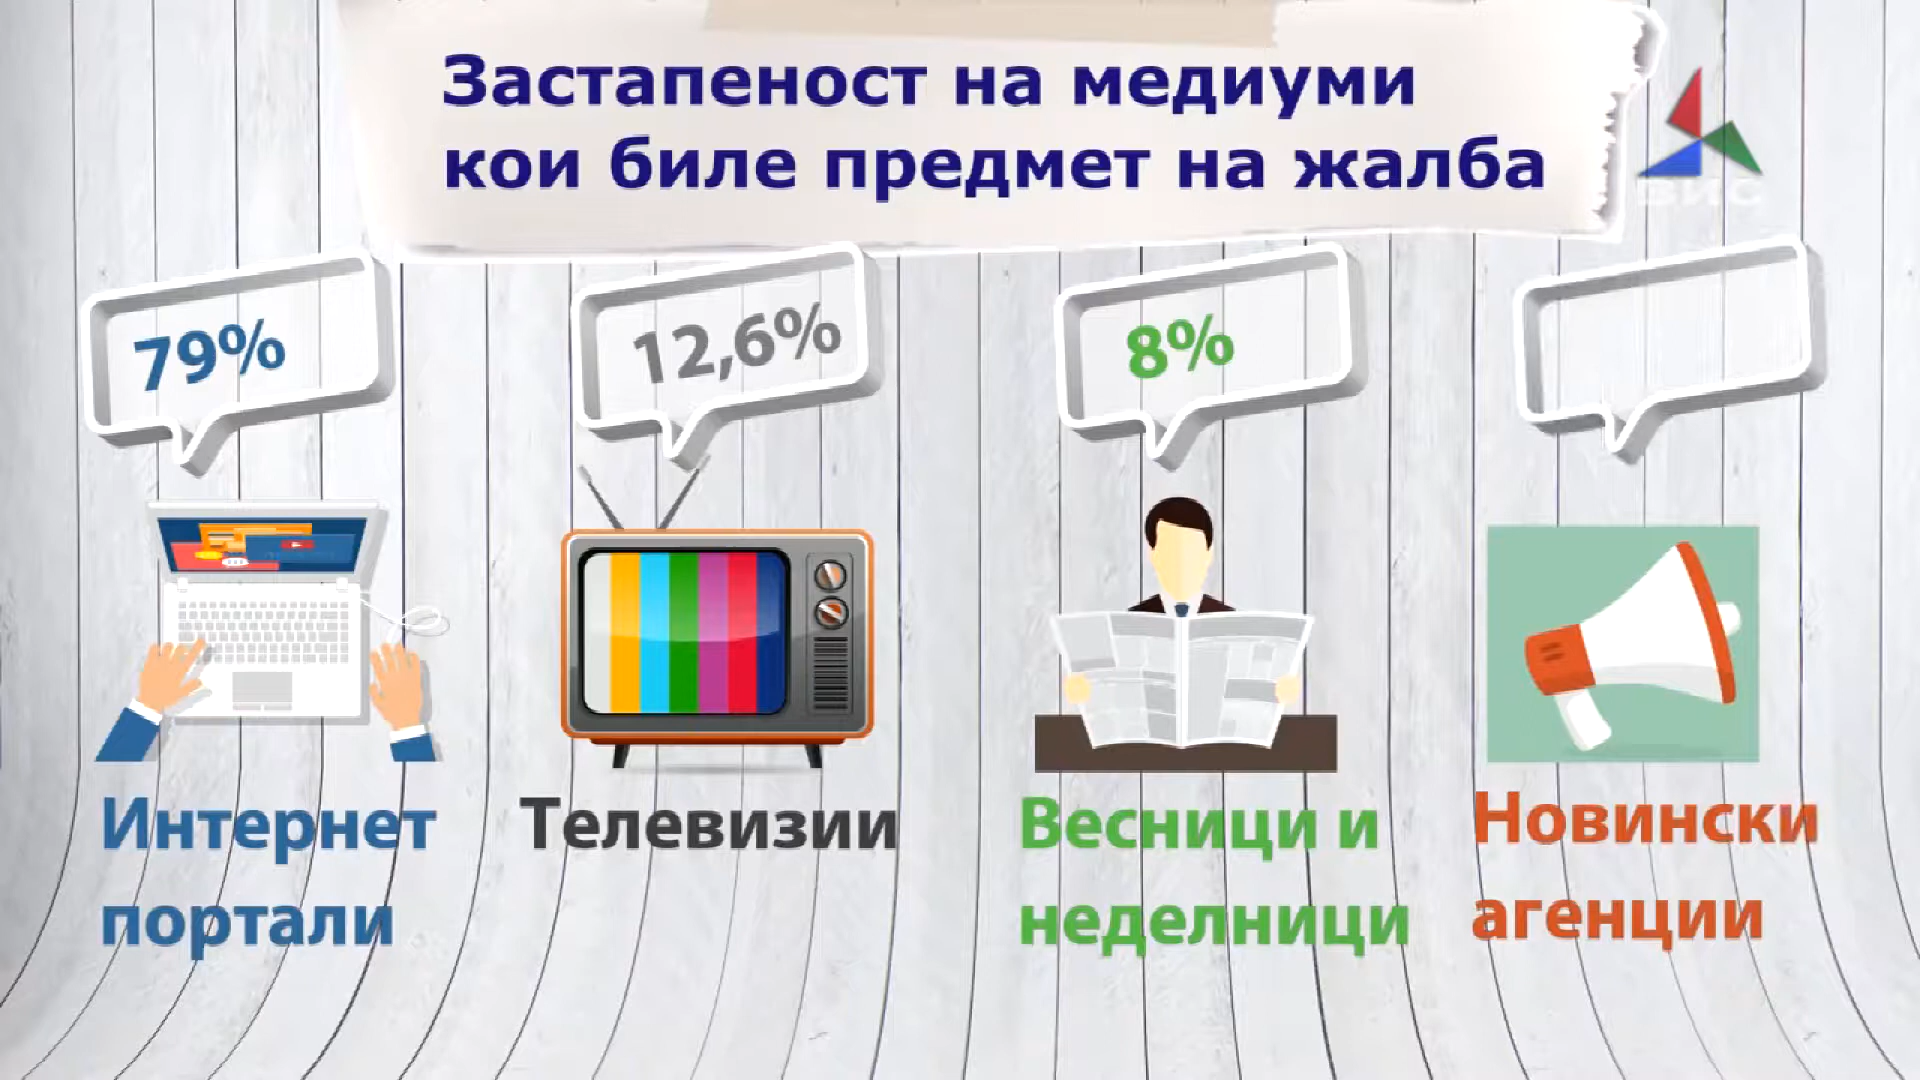 Застапеност на медиуми
кои биле предмет на жалба
ВИС
79%
12,6%
8%
Интернет
портали
Телевизии
Весници и
неделници
Новински
агенции